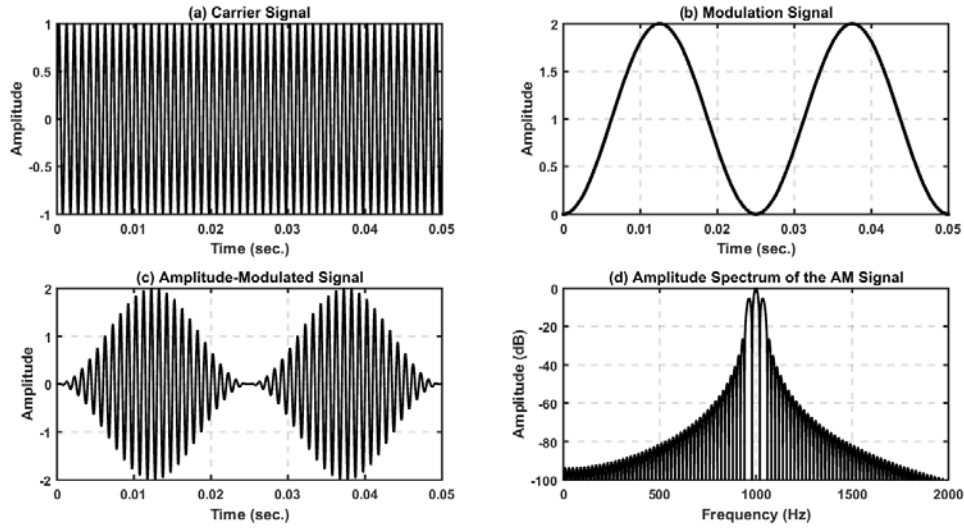 (a) Carrier Signal
1
0.5
0
-0.5
-1
Amplitude
0 0.01 0.02 0.03 0.04 0.05
Time (sec.)
(b) Modulation Signal
2
1.5
1
0.5
0
Amplitude
0 0.01 0.02 0.03 0.04 0.05
Time (sec.)
(c) Amplitude-Modulated Signal
2
1
0
-1
-2
Amplitude
0 0.01 0.02 0.03 0.04 0.05
Time (sec.)
(d) Amplitude Spectrum of the AM Signal
0
-20
-40
-60
-80
-100
Amplitude (dB)
0 500 1000 1500 2000
Frequency (Hz)